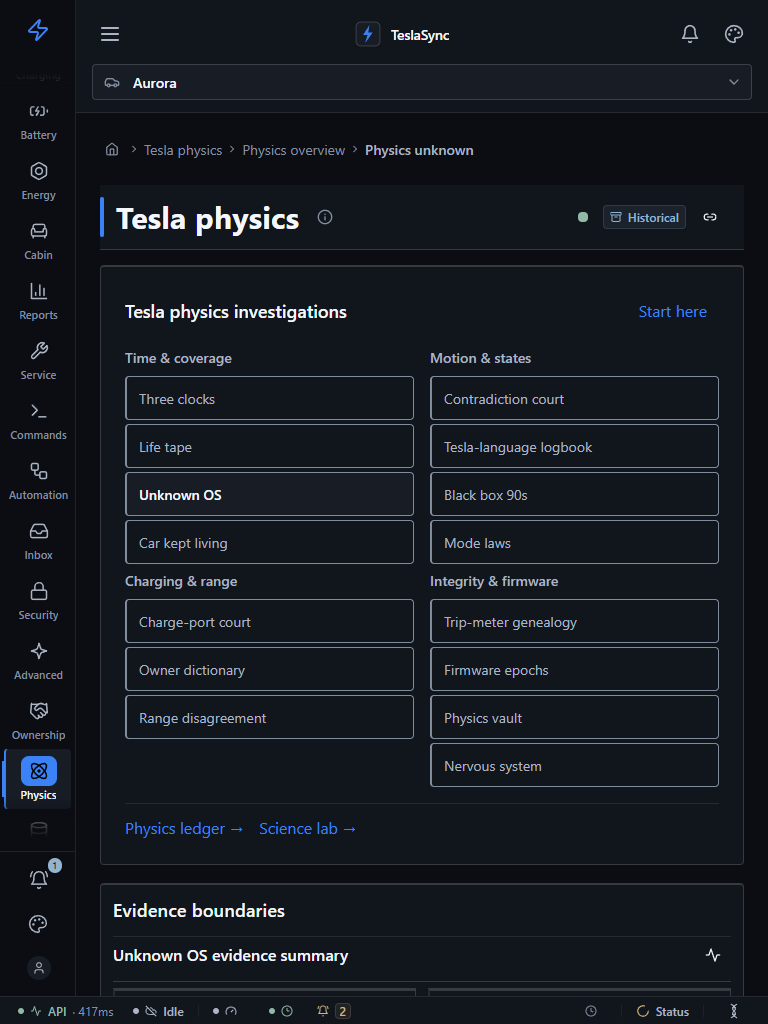 TeslaSync
Aurora
Battery
Energy
Cabin
Reports
Service
Commands
Automation
Inbox
Security
Advanced
Ownership
Physics
1
Tesla physics > Physics overview > Physics unknown
Tesla physics
Historical
Tesla physics investigations
Start here
Time & coverage
Three clocks
Life tape
Unknown OS
Car kept living
Motion & states
Contradiction court
Tesla-language logbook
Black box 90s
Mode laws
Charging & range
Charge-port court
Owner dictionary
Range disagreement
Integrity & firmware
Trip-meter genealogy
Firmware epochs
Physics vault
Nervous system
Physics ledger → Science lab →
Evidence boundaries
Unknown OS evidence summary
API · 417ms Idle 2 Status